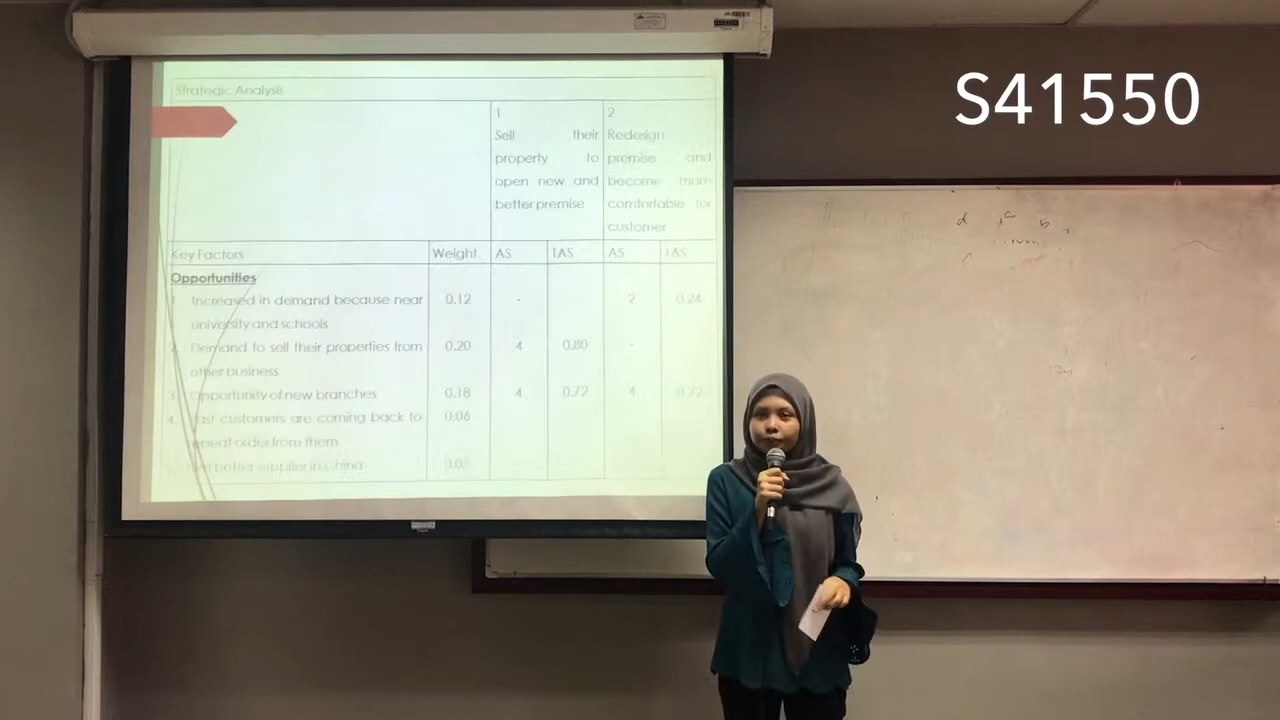 S41550
Strategic Analysis
1
Sell their
property to
open new and
better premise
2
Redesign
premise and
become more
comfortable for
customer
Key Factors Weight AS TAS AS TAS
Opportunities
1. Increased in demand because near 0.12 - 2 0.24
university and schools
2. Demand to sell their properties from 0.20 4 0.80 -
other business
3. Opportunity of new branches 0.18 4 0.72 4 0.72
4. Past customers are coming back to 0.06
repeat order from them
better supplier in China